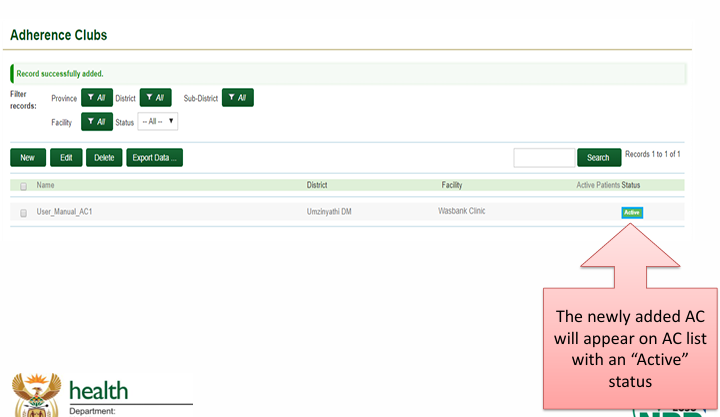 Adherence Clubs
Record successfully added.
Filter records: Province All District All Sub-District All
Facility All Status -- All --
New Edit Delete Export Data ... Search Records 1 to 1 of 1
Name District Facility Active Patients Status
User_Manual_AC1 Umzinyathi DM Wasbank Clinic Active
The newly added AC
will appear on AC list
with an “Active”
status
health
Department: